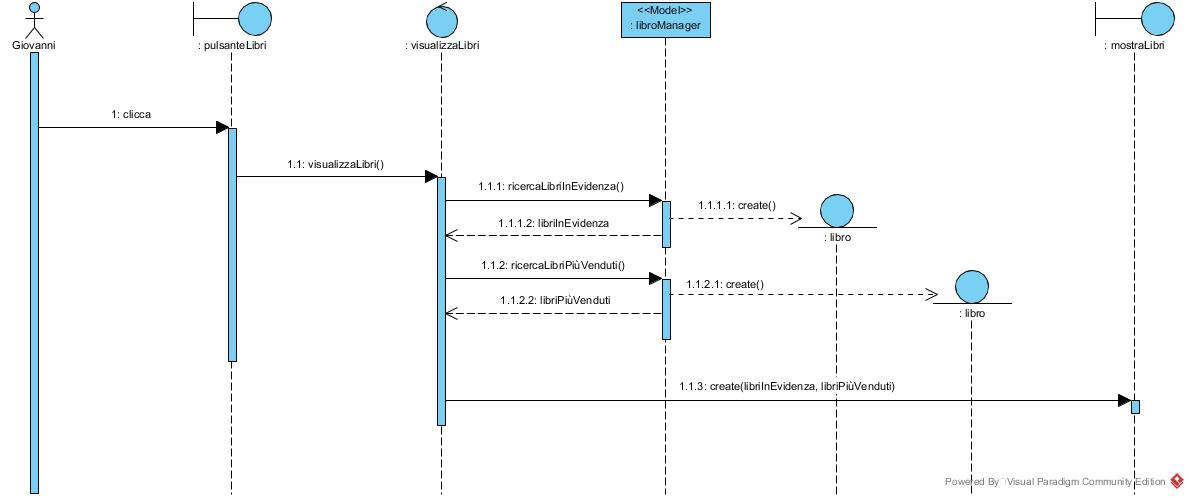 Giovanni
: pulsanteLibri
: visualizzaLibri
<<Model>>
: libroManager
: mostraLibri
1: clicca
1.1: visualizzaLibri()
1.1.1: ricercaLibriInEvidenza()
1.1.1.1: create()
1.1.1.2: libriInEvidenza
: libro
1.1.2: ricercaLibriPiùVenduti()
1.1.2.1: create()
1.1.2.2: libriPiùVenduti
: libro
1.1.3: create(libriInEvidenza, libriPiùVenduti)
Powered By Visual Paradigm Community Edition